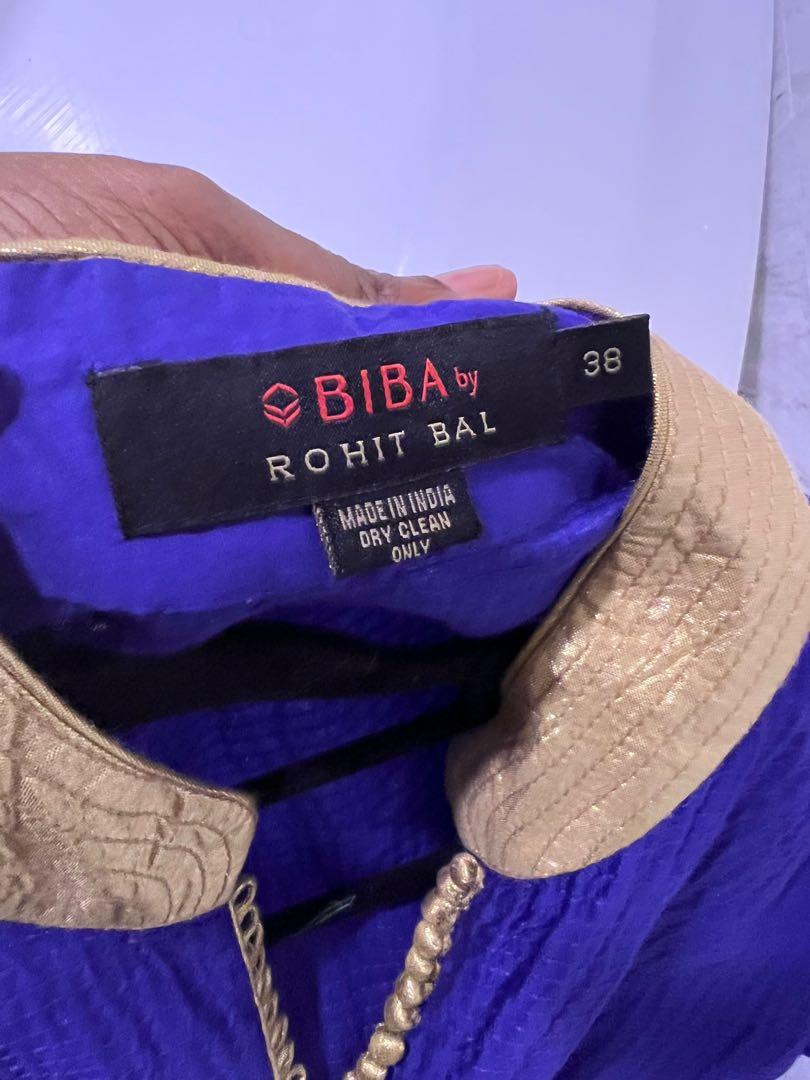 BIBA by
ROHIT BAL
38
MADE IN INDIA
DRY CLEAN
ONLY